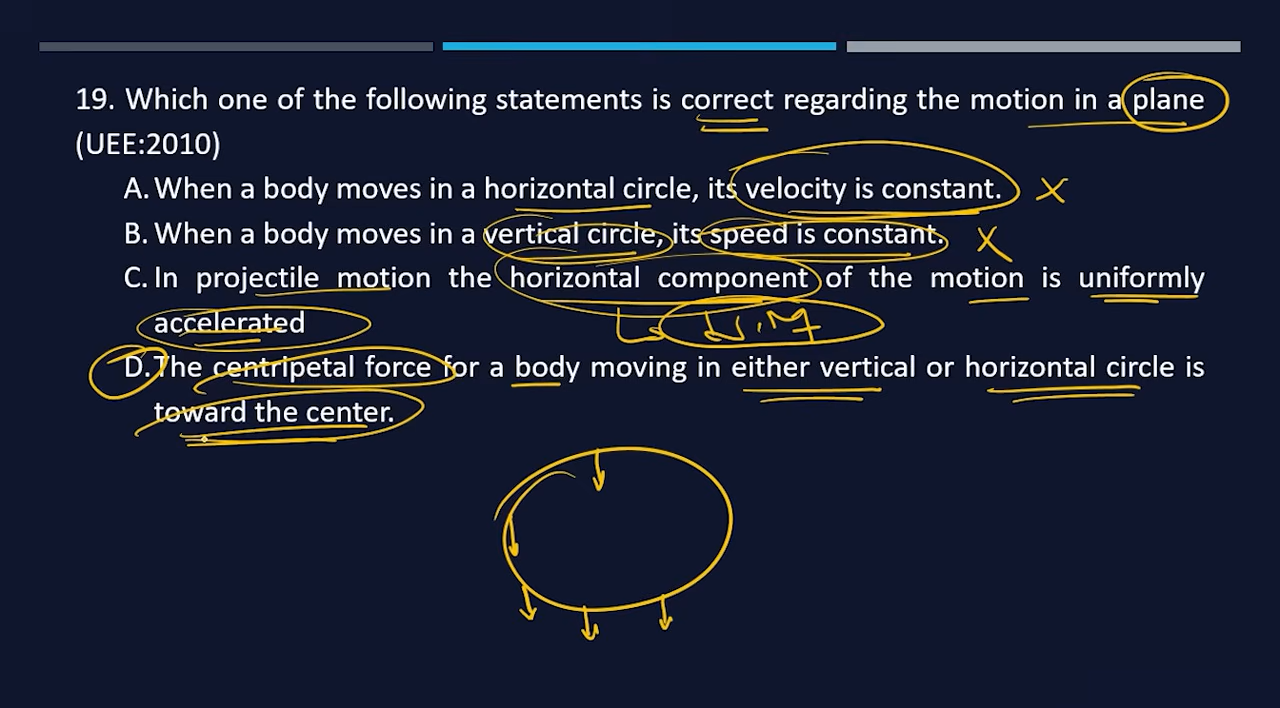 19. Which one of the following statements is correct regarding the motion in a plane
(UEE:2010)
A. When a body moves in a horizontal circle, its velocity is constant. X
B. When a body moves in a vertical circle, its speed is constant. X
C. In projectile motion the horizontal component of the motion is uniformly
accelerated U.M
D. The centripetal force for a body moving in either vertical or horizontal circle is
toward the center.